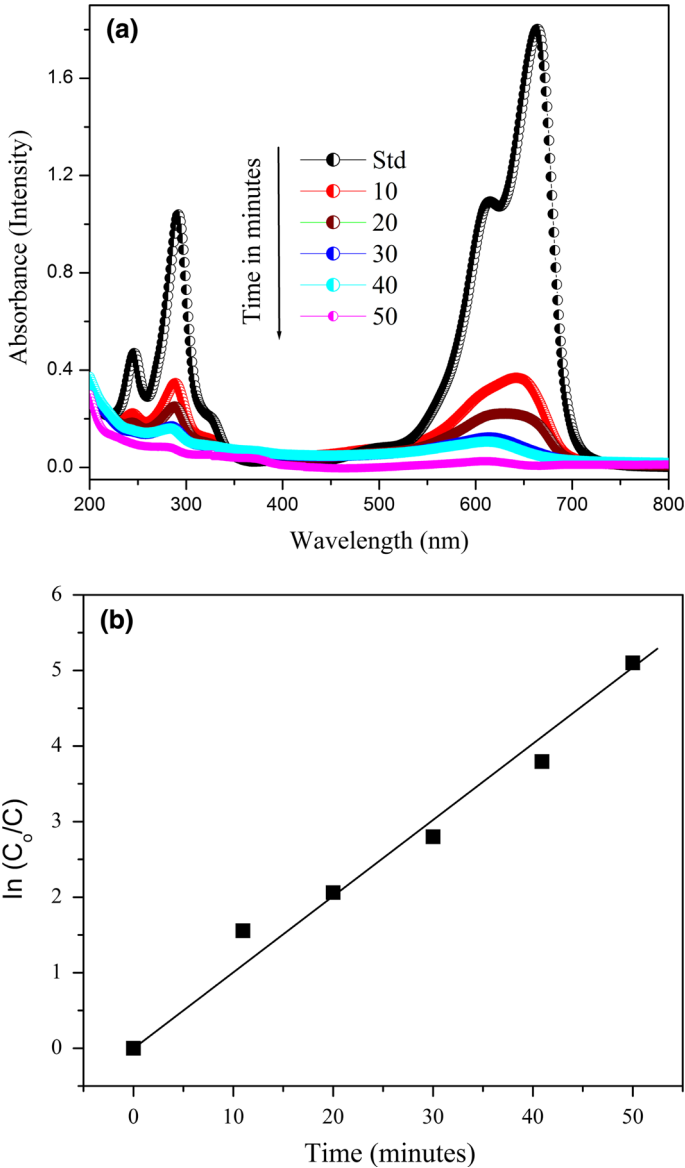 (a)
Absorbance (Intensity)
1.6
1.2
0.8
0.4
0.0
Time in minutes
Std
10
20
30
40
50
200 300 400 500 600 700 800
Wavelength (nm)
(b)
ln (Co/C)
6
5
4
3
2
1
0
0 10 20 30 40 50
Time (minutes)